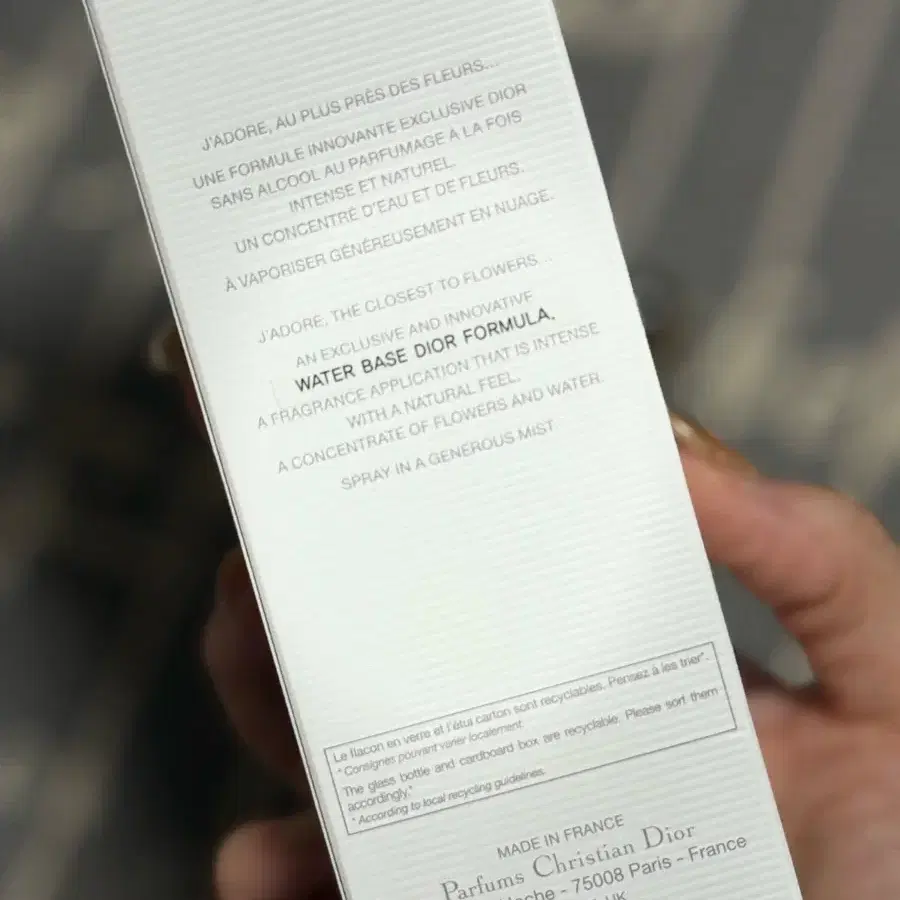 J'ADORE, AU PLUS PRÈS DES FLEURS...
UNE FORMULE INNOVANTE EXCLUSIVE DIOR
SANS ALCOOL AU PARFUMAGE À LA FOIS
INTENSE ET NATUREL.
UN CONCENTRÉ D'EAU ET DE FLEURS.
À VAPORISER GÉNÉREUSEMENT EN NUAGE.
J'ADORE, THE CLOSEST TO FLOWERS...
AN EXCLUSIVE AND INNOVATIVE
WATER BASE DIOR FORMULA.
A FRAGRANCE APPLICATION THAT IS INTENSE
WITH A NATURAL FEEL.
A CONCENTRATE OF FLOWERS AND WATER.
SPRAY IN A GENEROUS MIST
Le flacon en verre et l'étui carton sont recyclables. Pensez à les trier*.
* Consignes pouvant varier localement.
The glass bottle and cardboard box are recyclable. Please sort them
accordingly.*
* According to local recycling guidelines.
MADE IN FRANCE
Parfums Christian Dior
- 75008 Paris - France
UK